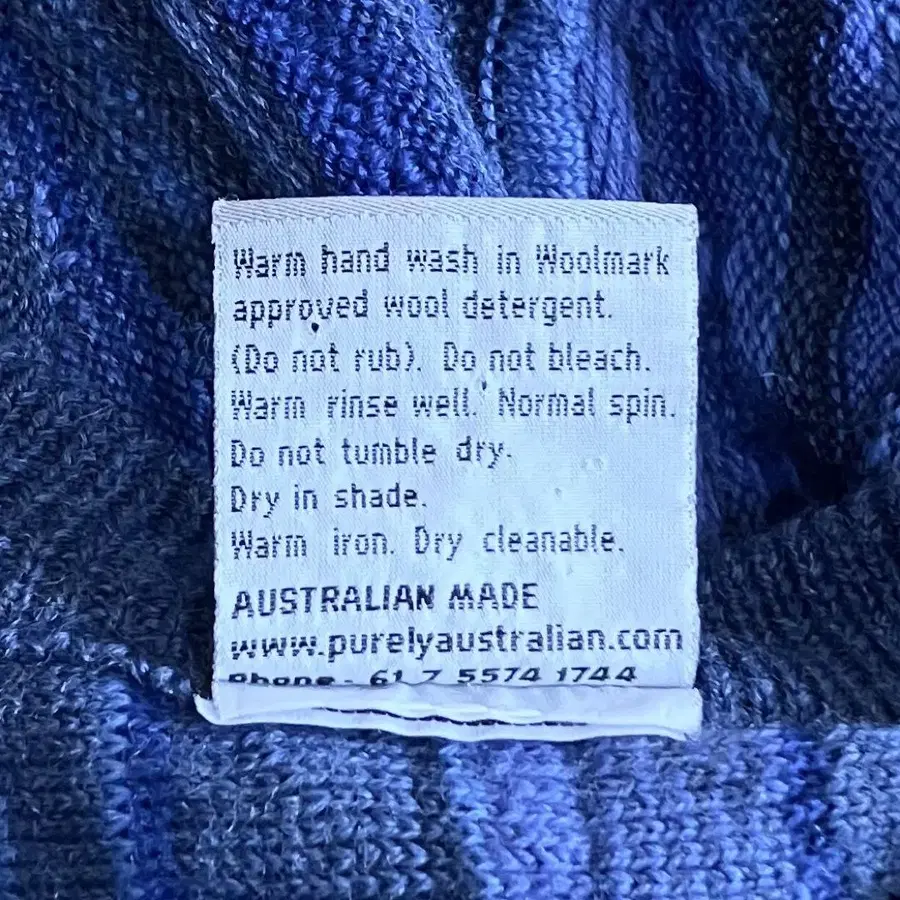 Warm hand wash in Woolmark
approved wool detergent.
(Do not rub). Do not bleach.
Warm rinse well. Normal spin.
Do not tumble dry.
Dry in shade.
Warm iron. Dry cleanable.
AUSTRALIAN MADE
www.purelyaustralian.com
Phone - 61 7 5574 1744